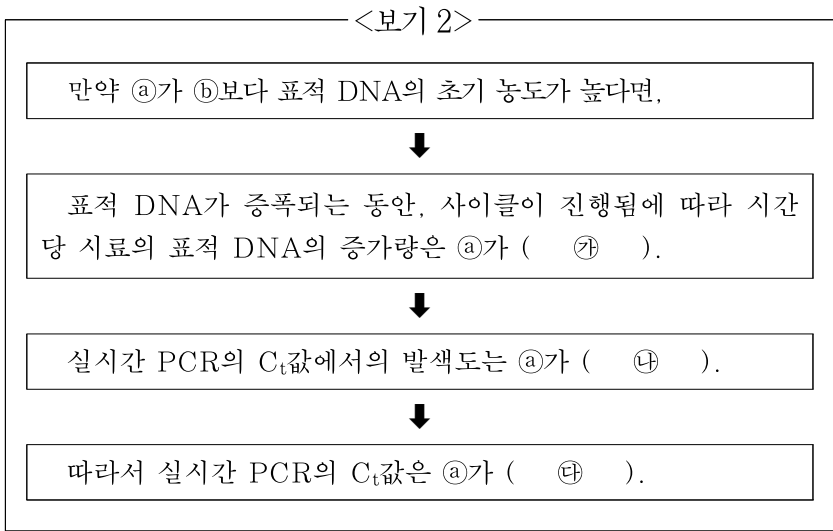 <보기 2>
만약 ⓐ가 ⓑ보다 표적 DNA의 초기 농도가 높다면,
표적 DNA가 증폭되는 동안, 사이클이 진행됨에 따라 시간
당 시료의 표적 DNA의 증가량은 ⓐ가 ( ㉮ ).
실시간 PCR의 Cₜ값에서의 발색도는 ⓐ가 ( ㉯ ).
따라서 실시간 PCR의 Cₜ값은 ⓐ가 ( ㉰ ).